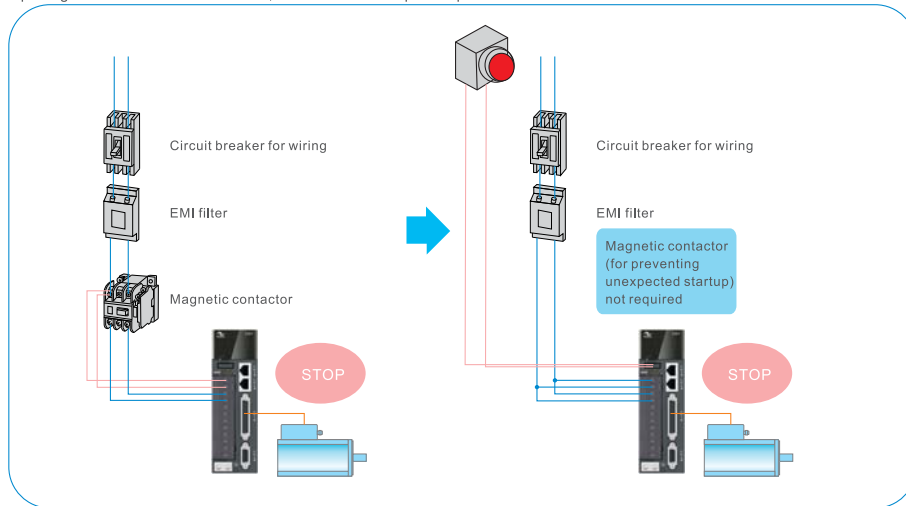 Circuit breaker for wiring
EMI filter
Magnetic contactor
STOP
Circuit breaker for wiring
EMI filter
Magnetic contactor
(for preventing
unexpected startup)
not required
STOP